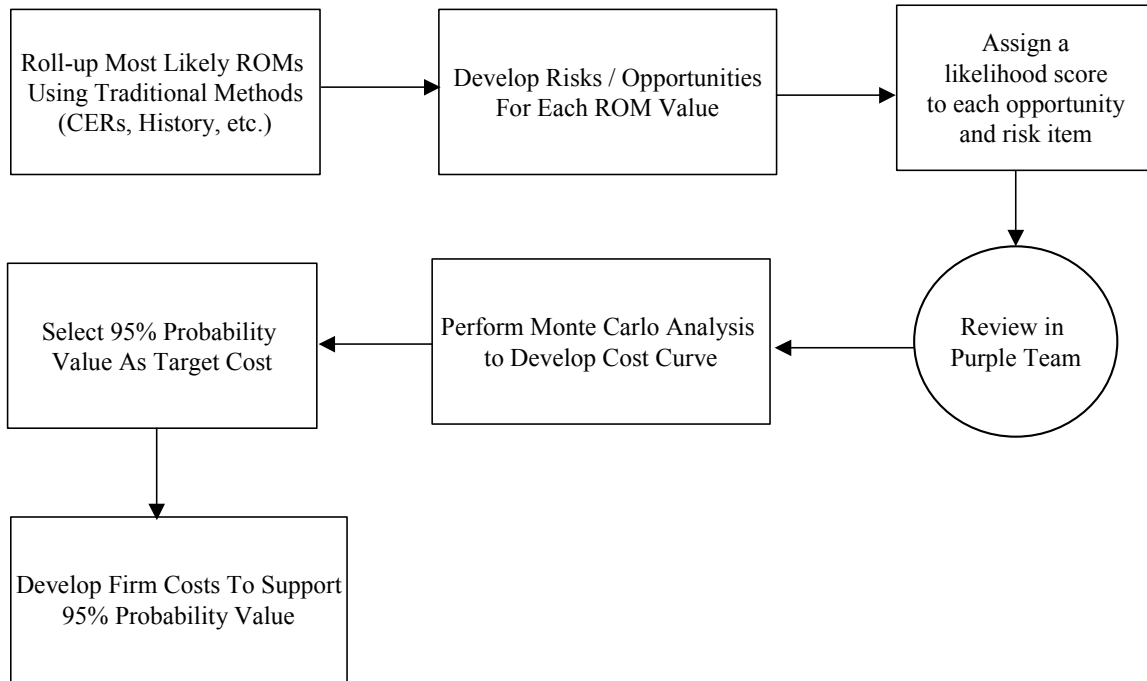 Roll-up Most Likely ROMs
Using Traditional Methods
(CERs, History, etc.)
Develop Risks / Opportunities
For Each ROM Value
Assign a
likelihood score
to each opportunity
and risk item
Review in
Purple Team
Perform Monte Carlo Analysis
to Develop Cost Curve
Select 95% Probability
Value As Target Cost
Develop Firm Costs To Support
95% Probability Value